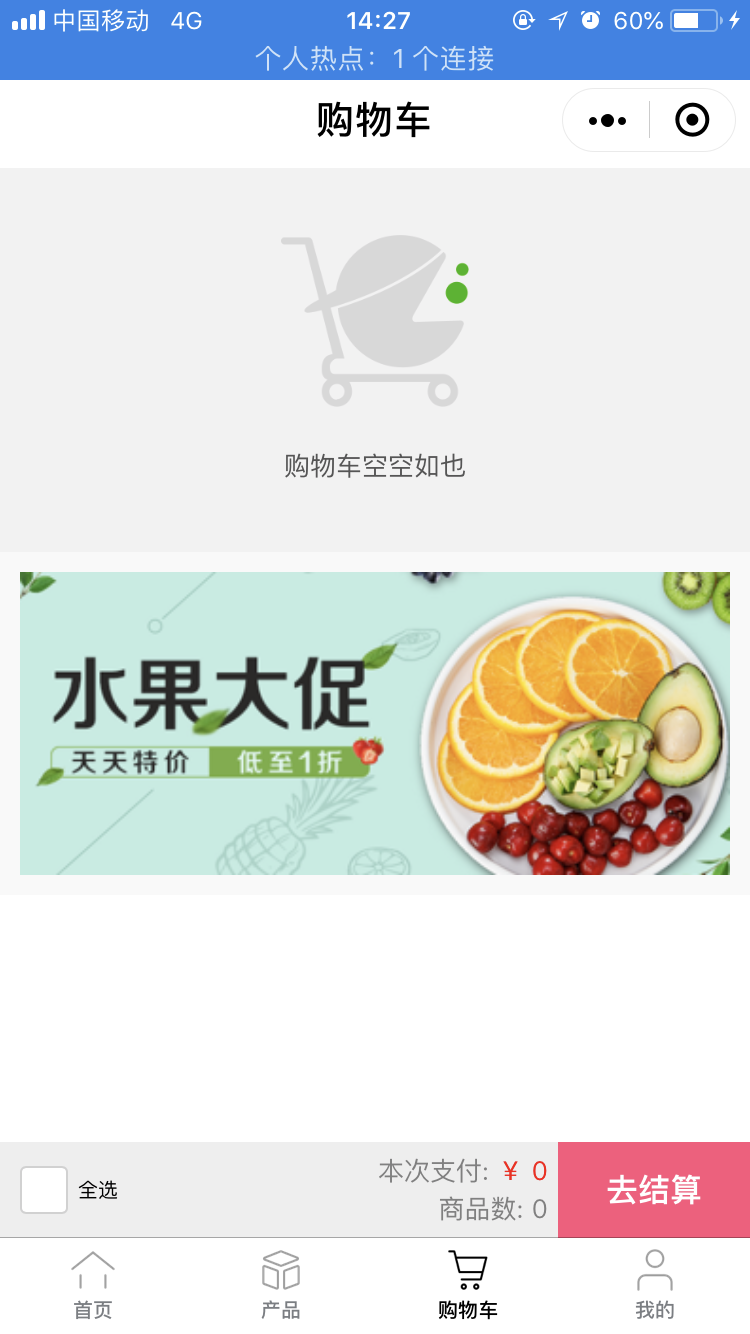 中国移动 4G 14:27 60%
个人热点：1 个连接
购物车
购物车空空如也
水果大促
天天特价 低至1折
本次支付: ¥ 0
全选
商品数: 0
去结算
首页 产品 购物车 我的